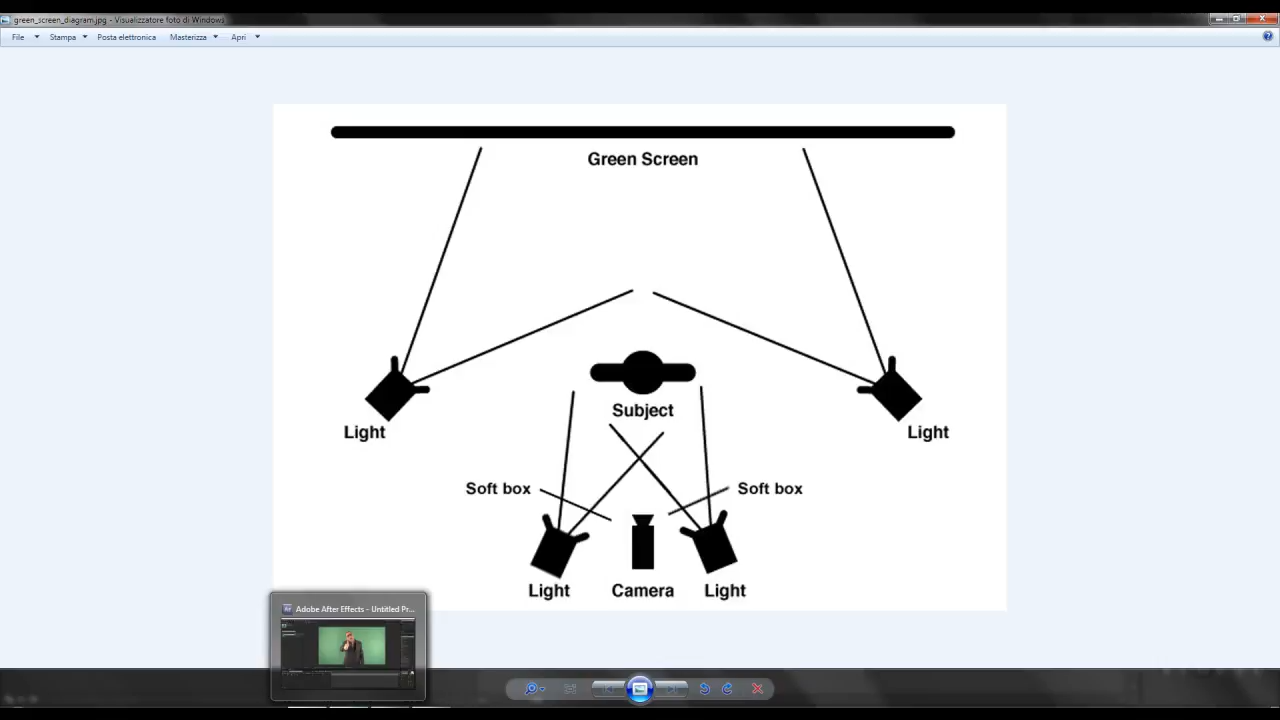 green_screen_diagram.jpg - Visualizzatore foto di Windows
File Stampa Posta elettronica Masterizza Apri
Green Screen
Subject
Light
Light
Soft box
Soft box
Light
Camera
Light
Adobe After Effects - Untitled Pr...